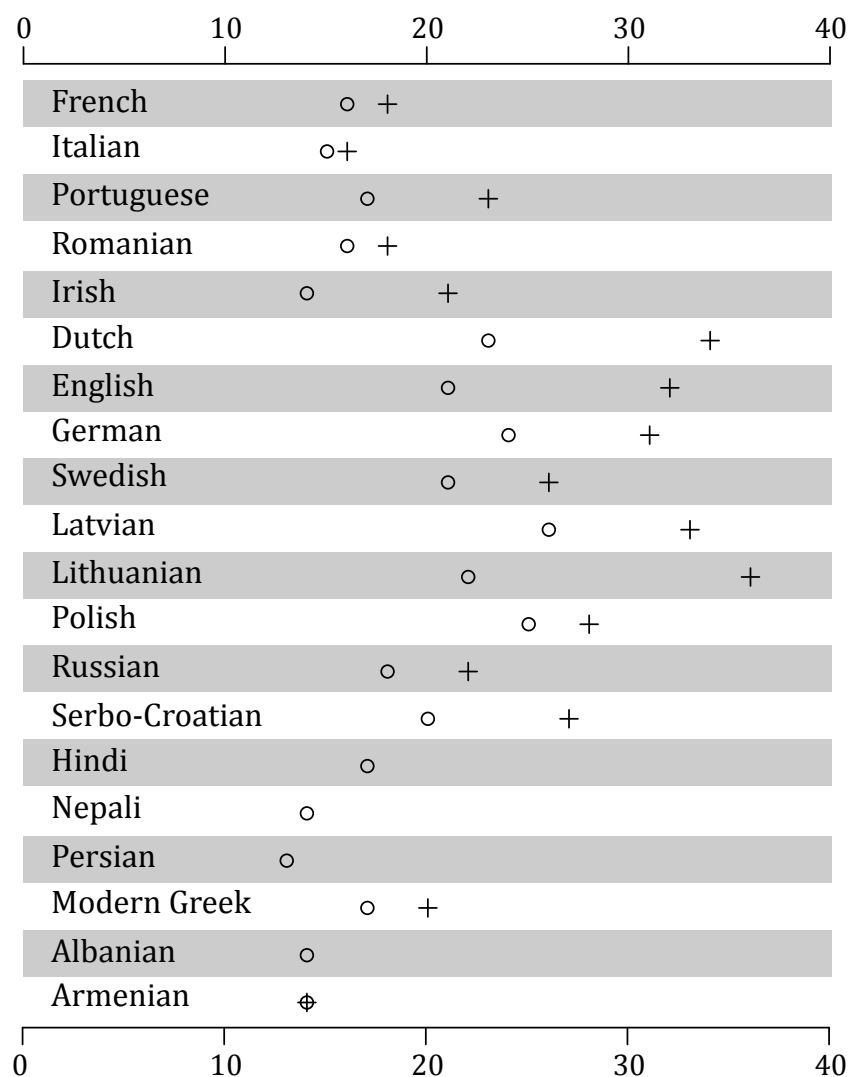 0 10 20 30 40
French
Italian
Portuguese
Romanian
Irish
Dutch
English
German
Swedish
Latvian
Lithuanian
Polish
Russian
Serbo-Croatian
Hindi
Nepali
Persian
Modern Greek
Albanian
Armenian
0 10 20 30 40